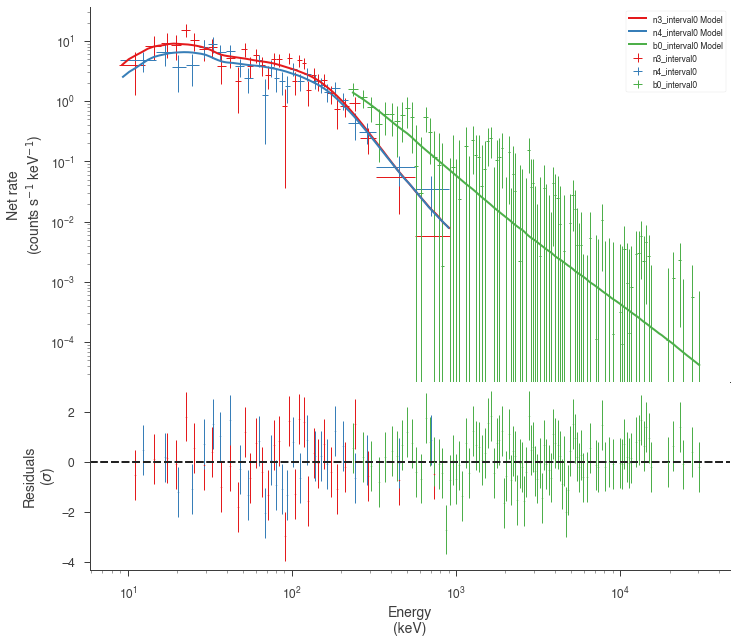 n3_interval0 Model
n4_interval0 Model
b0_interval0 Model
n3_interval0
n4_interval0
b0_interval0
Net rate
(counts s⁻¹ keV⁻¹)
10¹
10⁰
10⁻¹
10⁻²
10⁻³
10⁻⁴
Residuals
(σ)
2
0
−2
−4
10¹ 10² 10³ 10⁴
Energy
(keV)